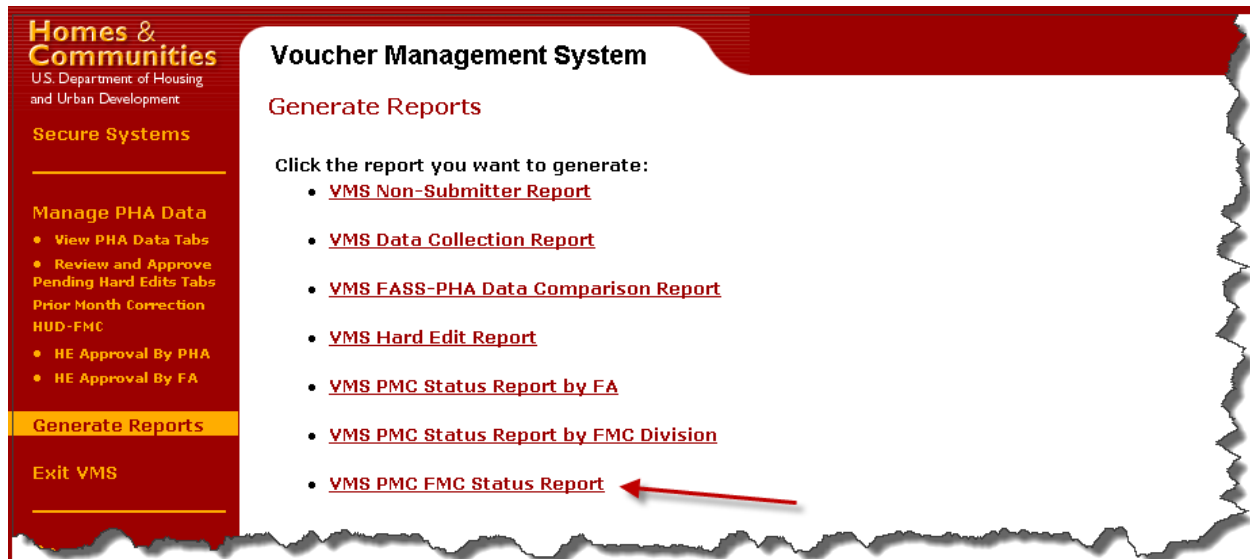 Homes &
Communities
U.S. Department of Housing
and Urban Development
Secure Systems
Manage PHA Data
• View PHA Data Tabs
• Review and Approve
Pending Hard Edits Tabs
Prior Month Correction
HUD-FMC
• HE Approval By PHA
• HE Approval By FA
Generate Reports
Exit VMS
Voucher Management System
Generate Reports
Click the report you want to generate:
• VMS Non-Submitter Report
• VMS Data Collection Report
• VMS FASS-PHA Data Comparison Report
• VMS Hard Edit Report
• VMS PMC Status Report by FA
• VMS PMC Status Report by FMC Division
• VMS PMC FMC Status Report